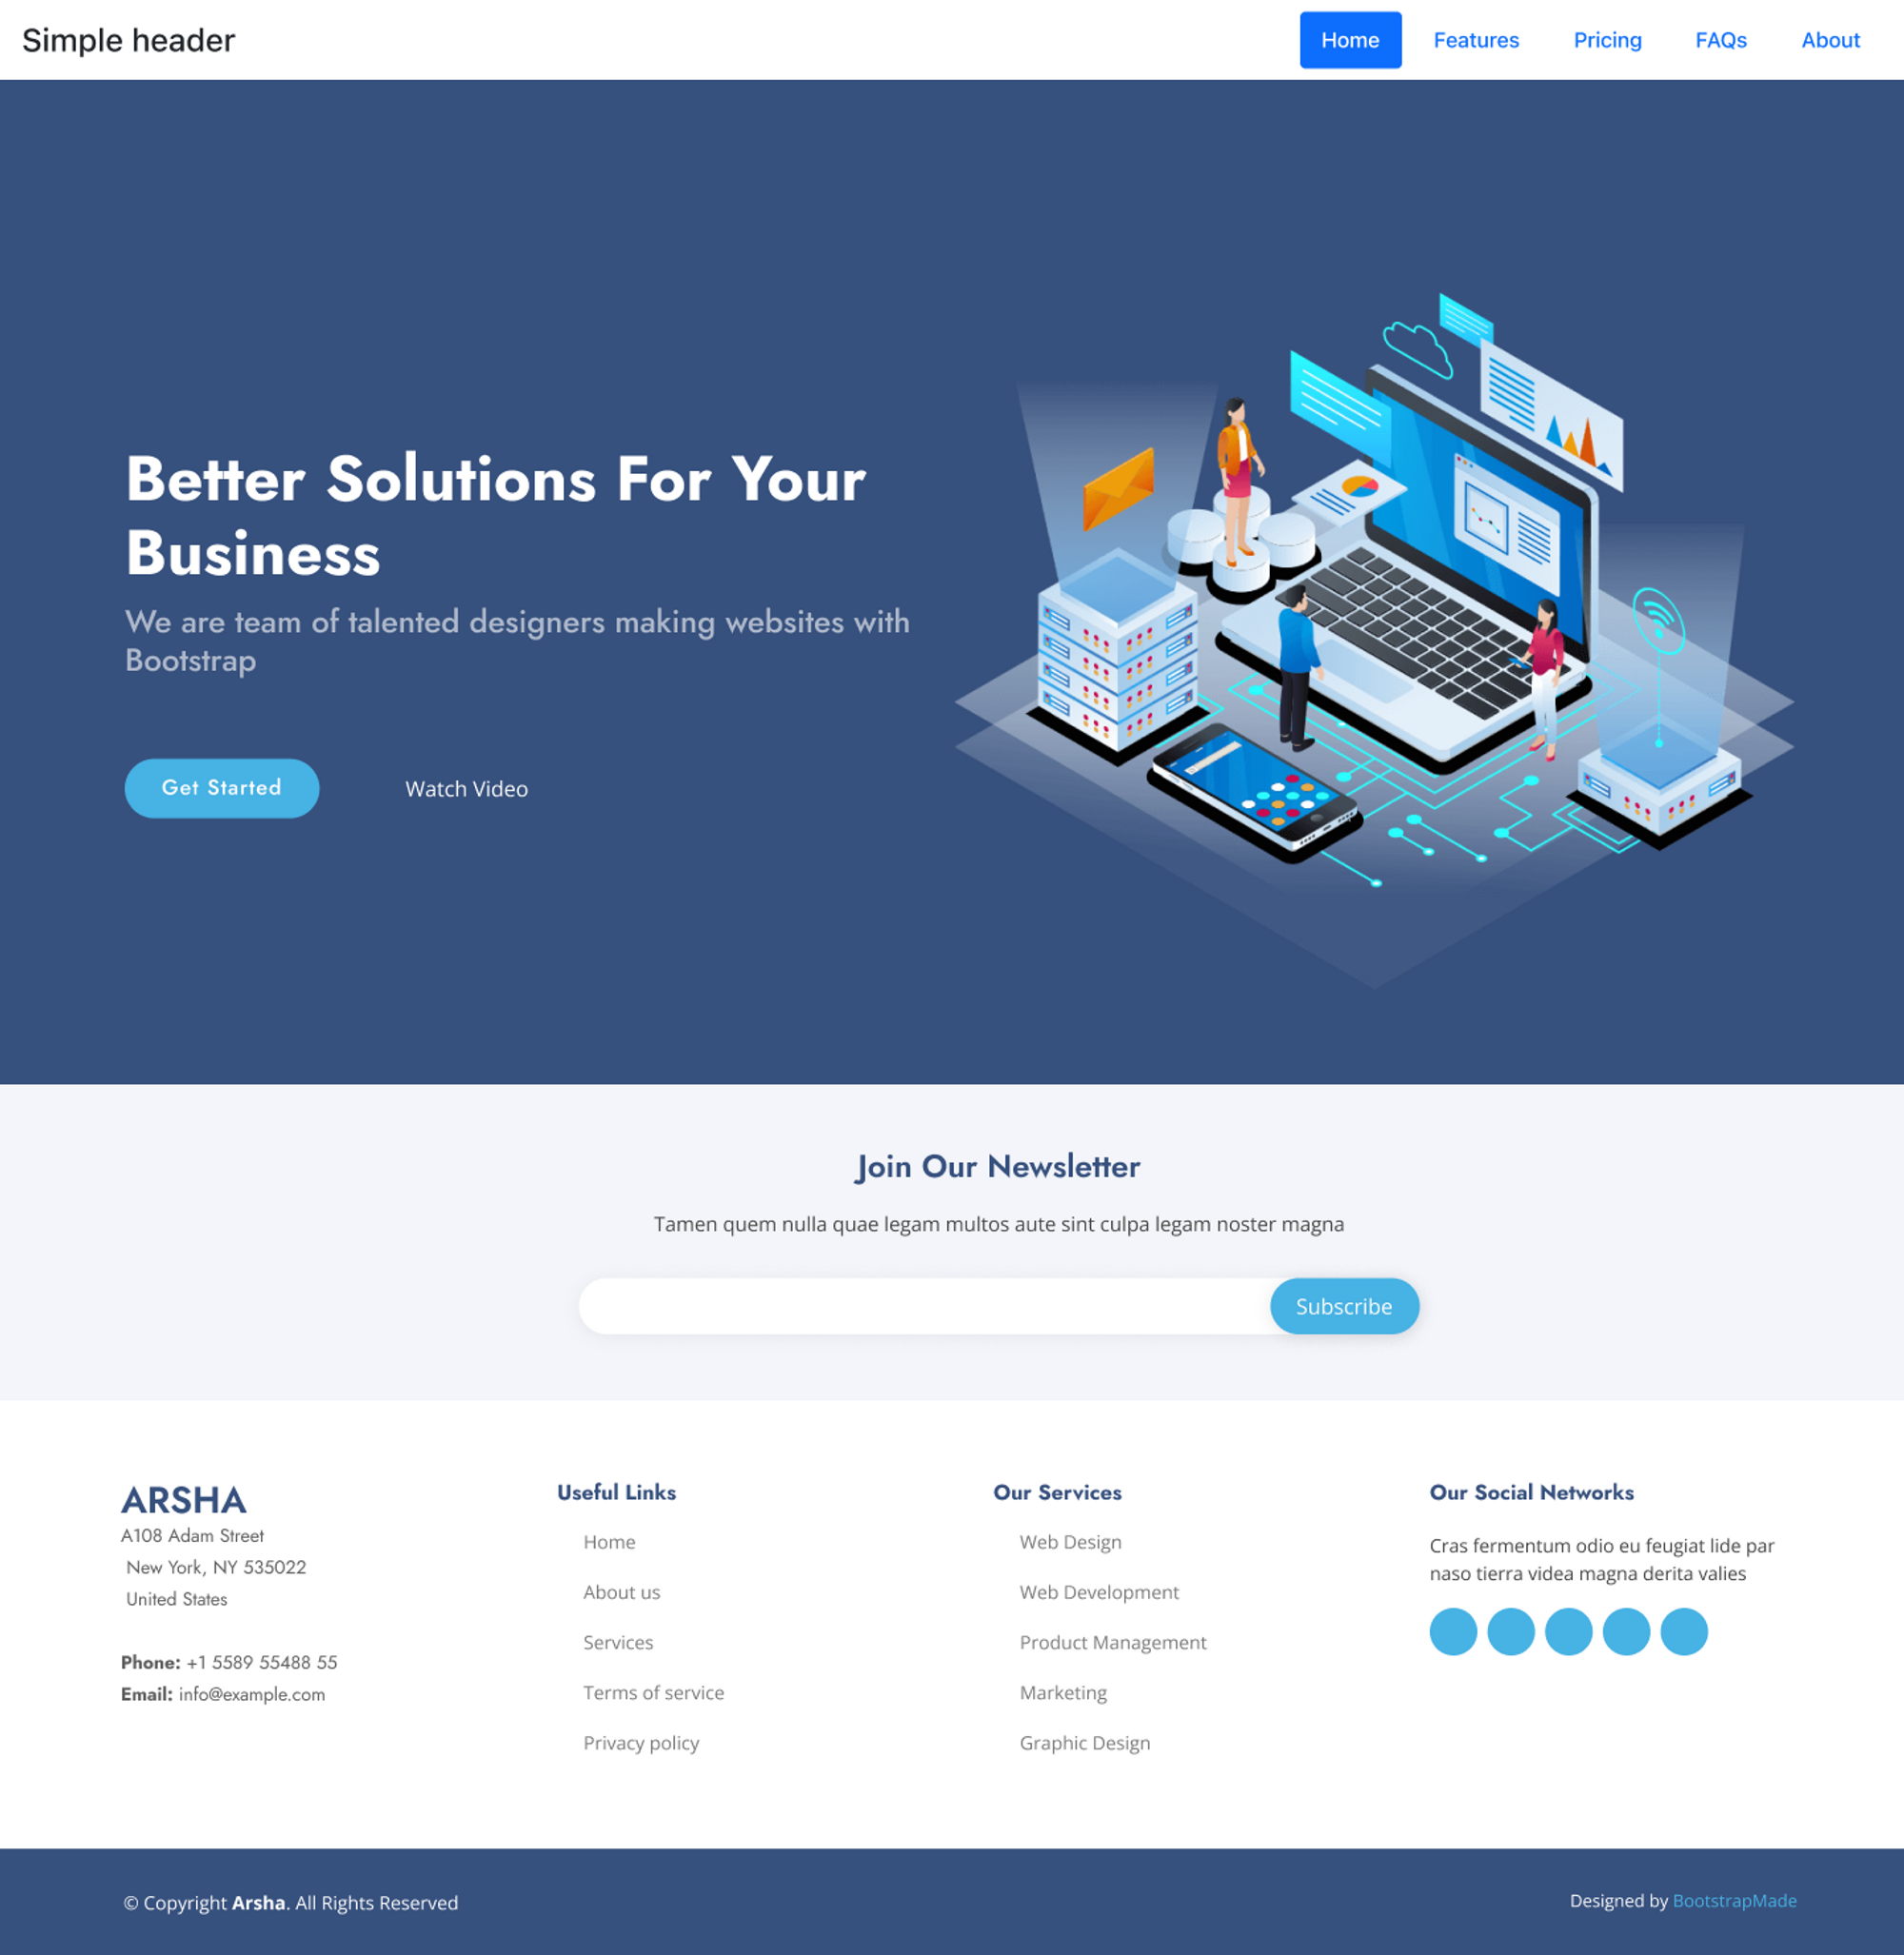 Simple header
Home
Features
Pricing
FAQs
About
Better Solutions For Your
Business
We are team of talented designers making websites with
Bootstrap
Get Started
Watch Video
Join Our Newsletter
Tamen quem nulla quae legam multos aute sint culpa legam noster magna
Subscribe
ARSHA
A108 Adam Street
New York, NY 535022
United States
Phone: +1 5589 55488 55
Email: info@example.com
Useful Links
Home
About us
Services
Terms of service
Privacy policy
Our Services
Web Design
Web Development
Product Management
Marketing
Graphic Design
Our Social Networks
Cras fermentum odio eu feugiat lide par
naso tierra videa magna derita valies
© Copyright Arsha. All Rights Reserved
Designed by BootstrapMade